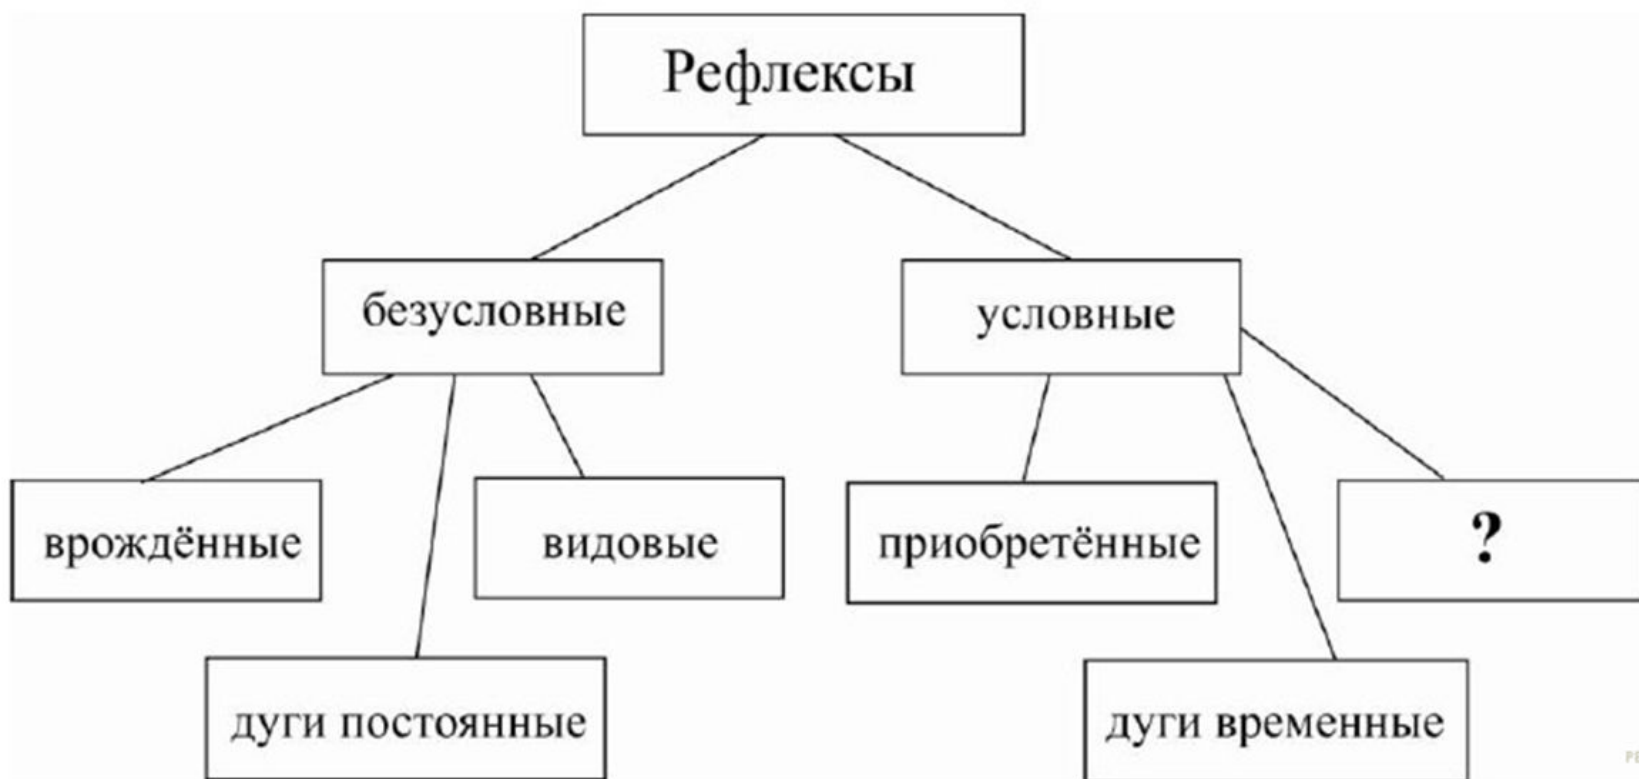 Рефлексы
безусловные
условные
врождённые
видовые
приобретённые
?
дуги постоянные
дуги временные